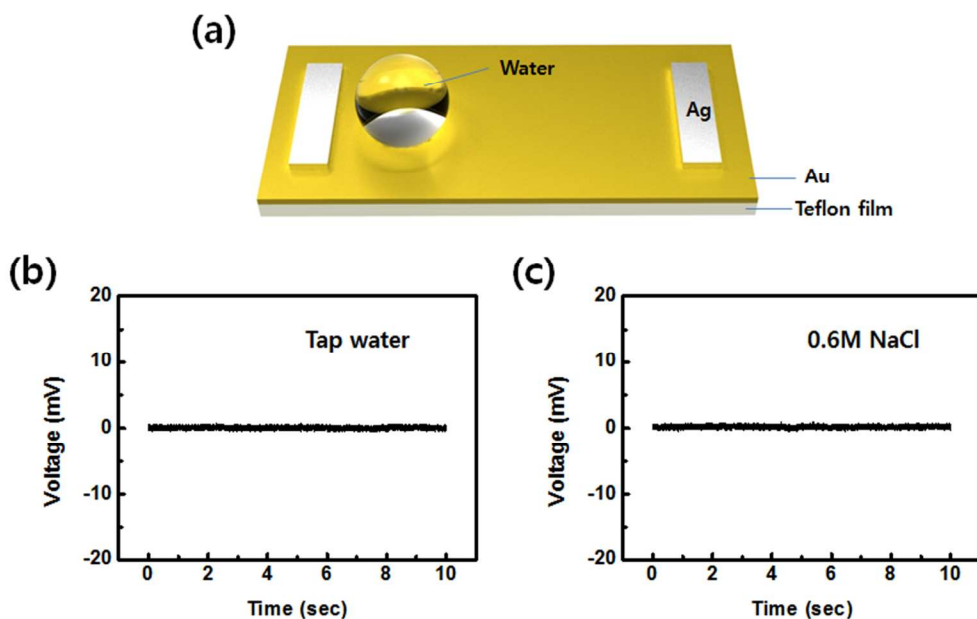 (a)
Water
Ag
Au
Teflon film
(b)
20
10
0
-10
-20
Voltage (mV)
Tap water
0 2 4 6 8 10
Time (sec)
(c)
20
10
0
-10
-20
Voltage (mV)
0.6M NaCl
0 2 4 6 8 10
Time (sec)